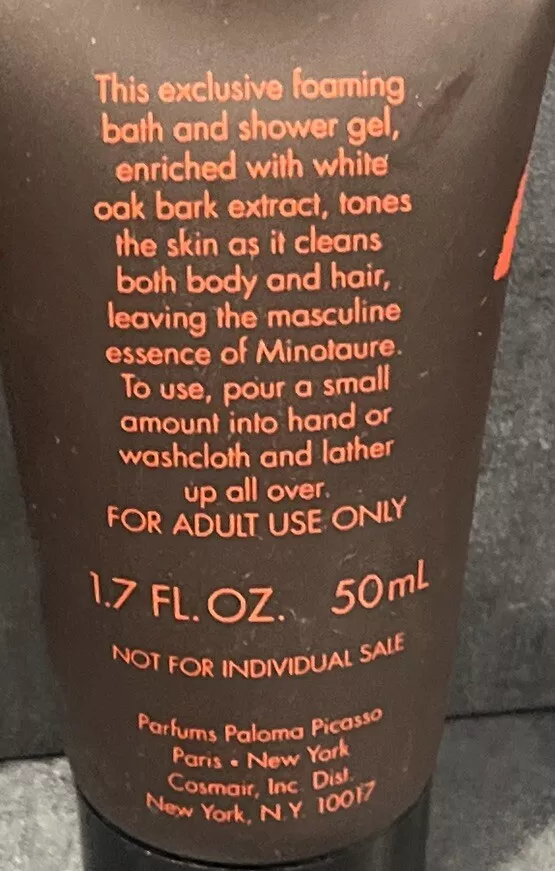 This exclusive foaming
bath and shower gel,
enriched with white
oak bark extract, tones
the skin as it cleans
both body and hair,
leaving the masculine
essence of Minotaure.
To use, pour a small
amount into hand or
washcloth and lather
up all over.
FOR ADULT USE ONLY
1.7 FL. OZ. 50mL
NOT FOR INDIVIDUAL SALE
Parfums Paloma Picasso
Paris • New York
Cosmair, Inc. Dist.
New York, N.Y. 10017